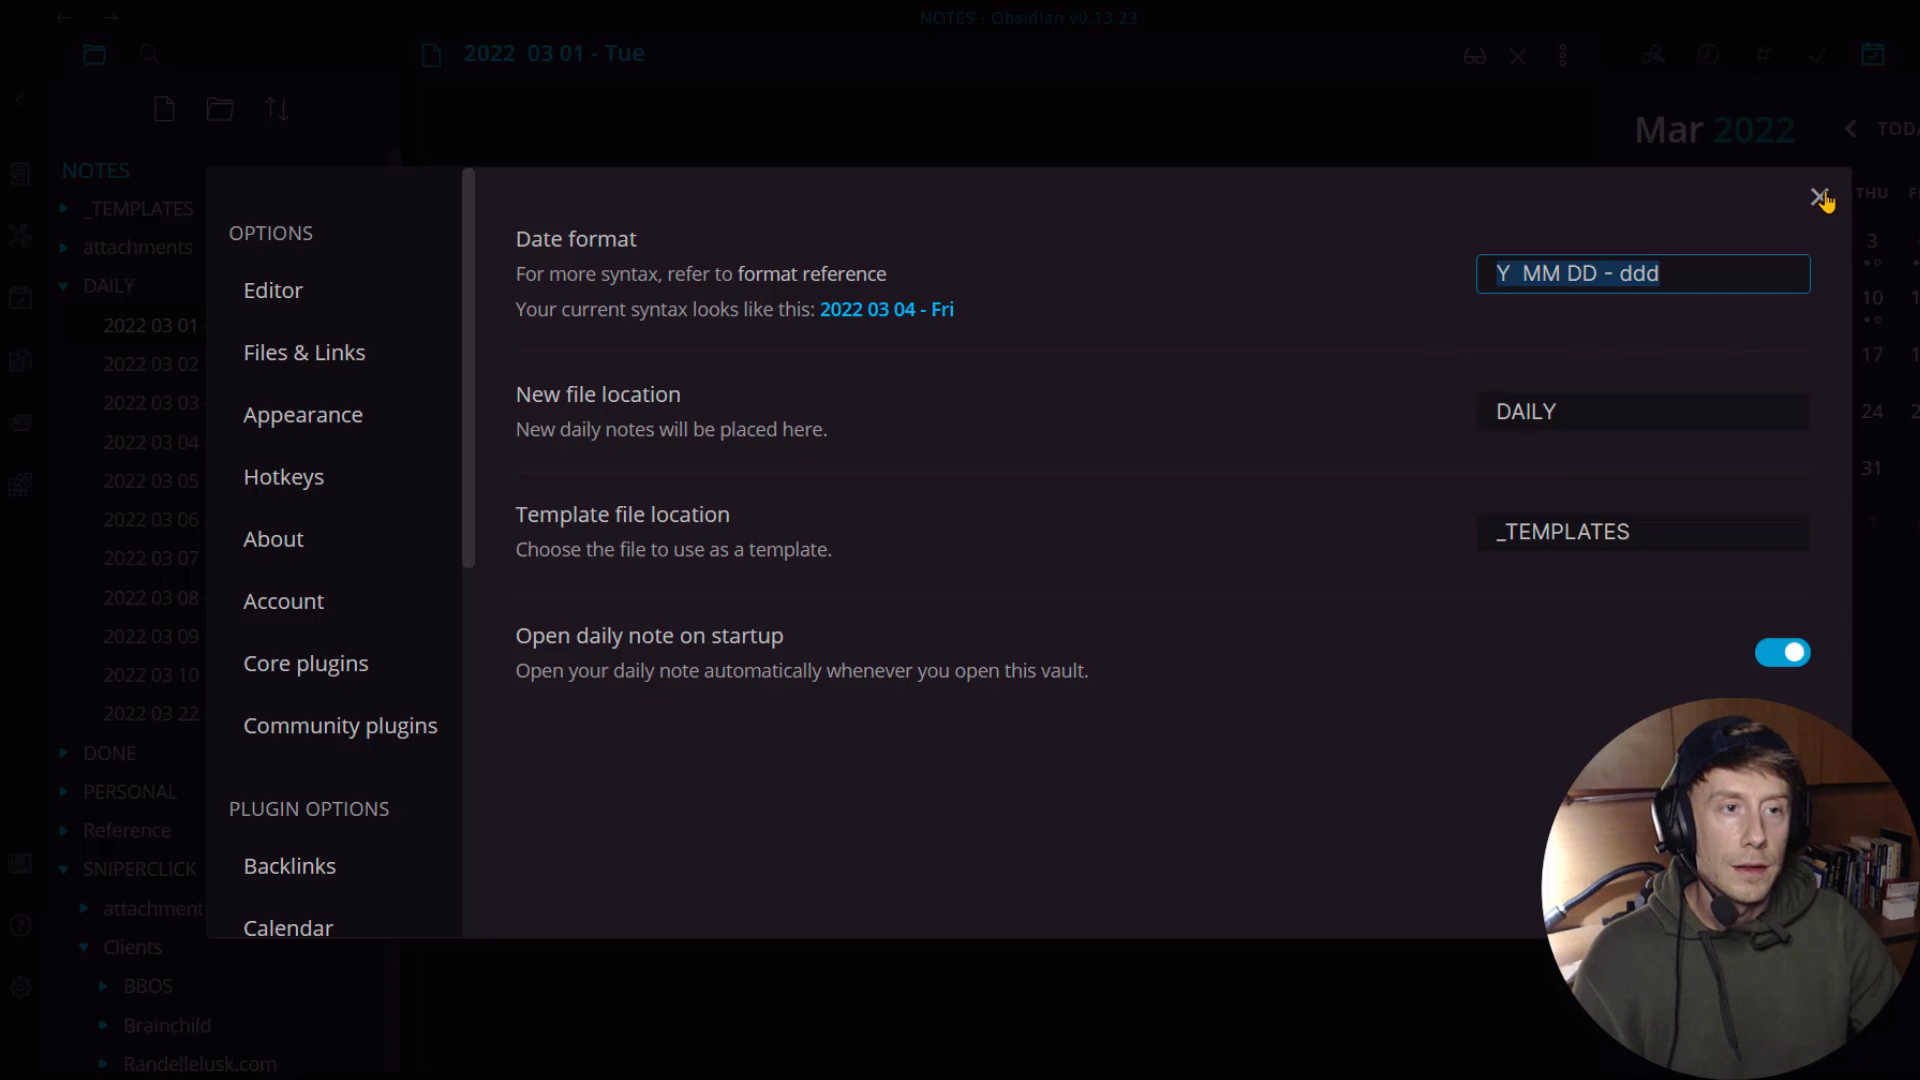 NOTES - Obsidian v0.13.23
2022  03 01 - Tue
Mar 2022
TODA
NOTES
_TEMPLATES
attachments
DAILY
2022 03 01
2022 03 02
2022 03 03
2022 03 04
2022 03 05
2022 03 06
2022 03 07
2022 03 08
2022 03 09
2022 03 10
2022 03 22
DONE
PERSONAL
Reference
SNIPERCLICK
attachment
Clients
BBOS
Brainchild
Randellelusk.com
OPTIONS
Editor
Files & Links
Appearance
Hotkeys
About
Account
Core plugins
Community plugins
PLUGIN OPTIONS
Backlinks
Calendar
Date format
For more syntax, refer to format reference
Your current syntax looks like this: 2022 03 04 - Fri
Y  MM DD - ddd
New file location
New daily notes will be placed here.
DAILY
Template file location
Choose the file to use as a template.
_TEMPLATES
Open daily note on startup
Open your daily note automatically whenever you open this vault.
THU
3
10
17
24
31